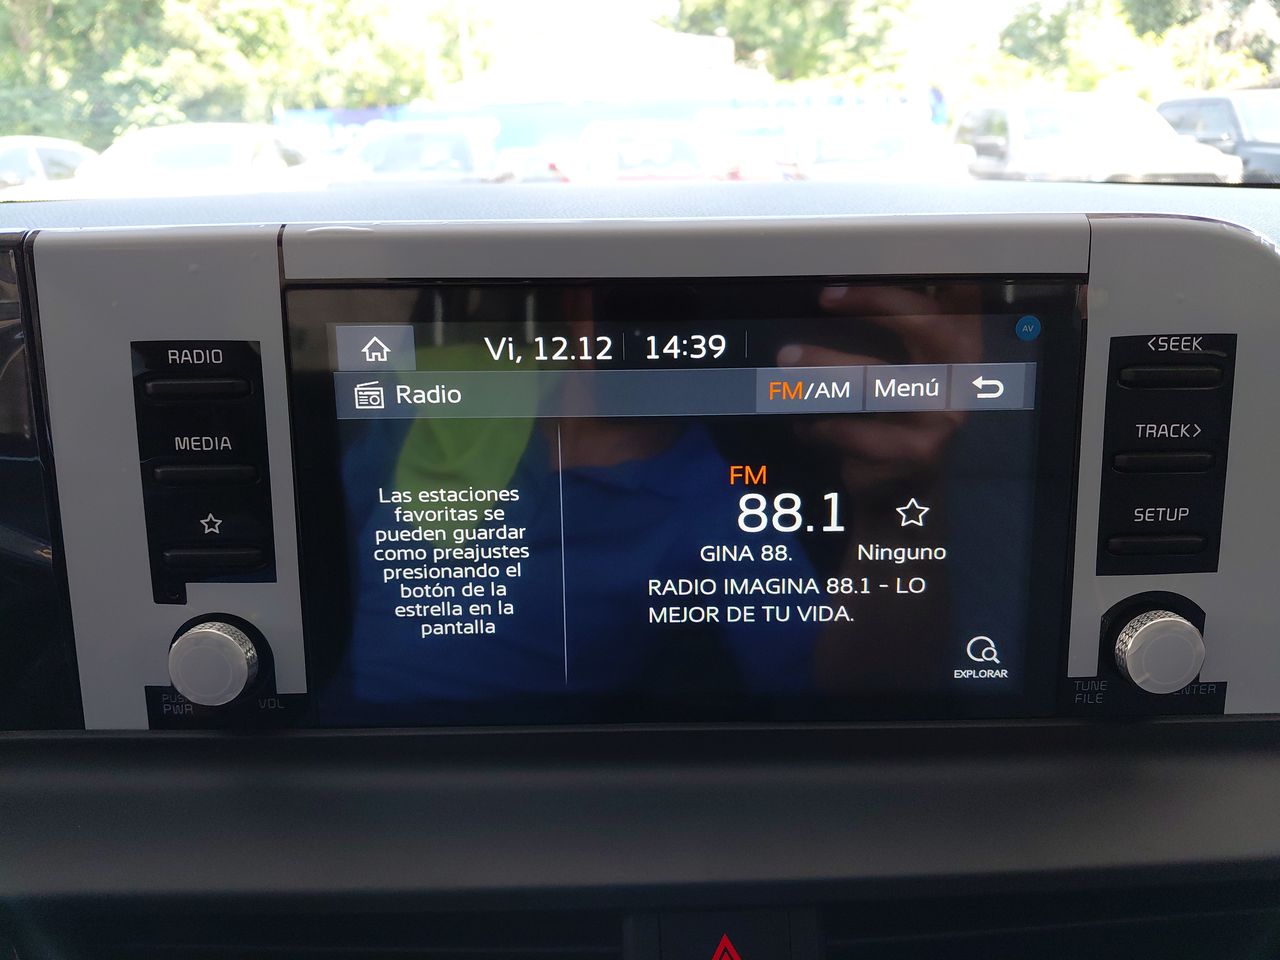 Vi, 12.12 14:39
AV
Radio
FM/AM
Menú
RADIO
MEDIA
PUSH
PWR
VOL
Las estaciones
favoritas se
pueden guardar
como preajustes
presionando el
botón de la
estrella en la
pantalla
FM
88.1
GINA 88.
Ninguno
RADIO IMAGINA 88.1 - LO
MEJOR DE TU VIDA.
EXPLORAR
<SEEK
TRACK>
SETUP
TUNE
FILE
ENTER